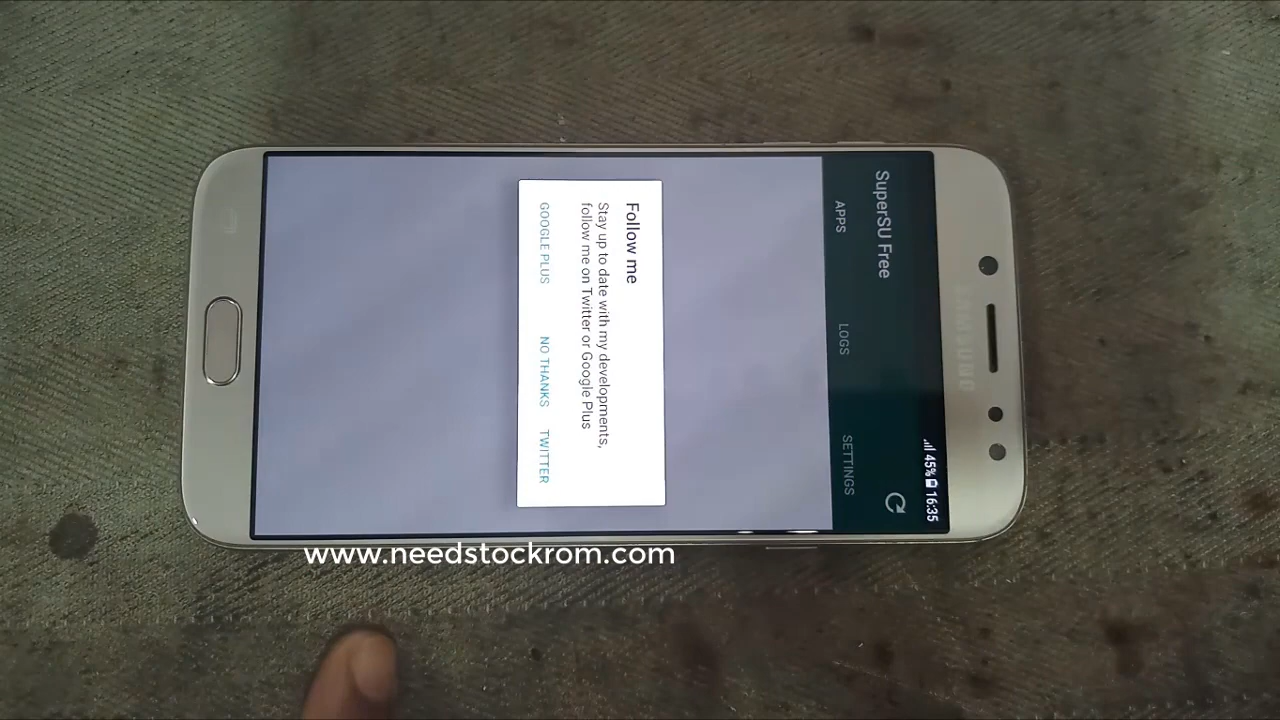 45% 16:35
SuperSU Free
APPS LOGS SETTINGS
Follow me
Stay up to date with my developments,
follow me on Twitter or Google Plus
GOOGLE PLUS NO THANKS TWITTER
SAMSUNG
www.needstockrom.com